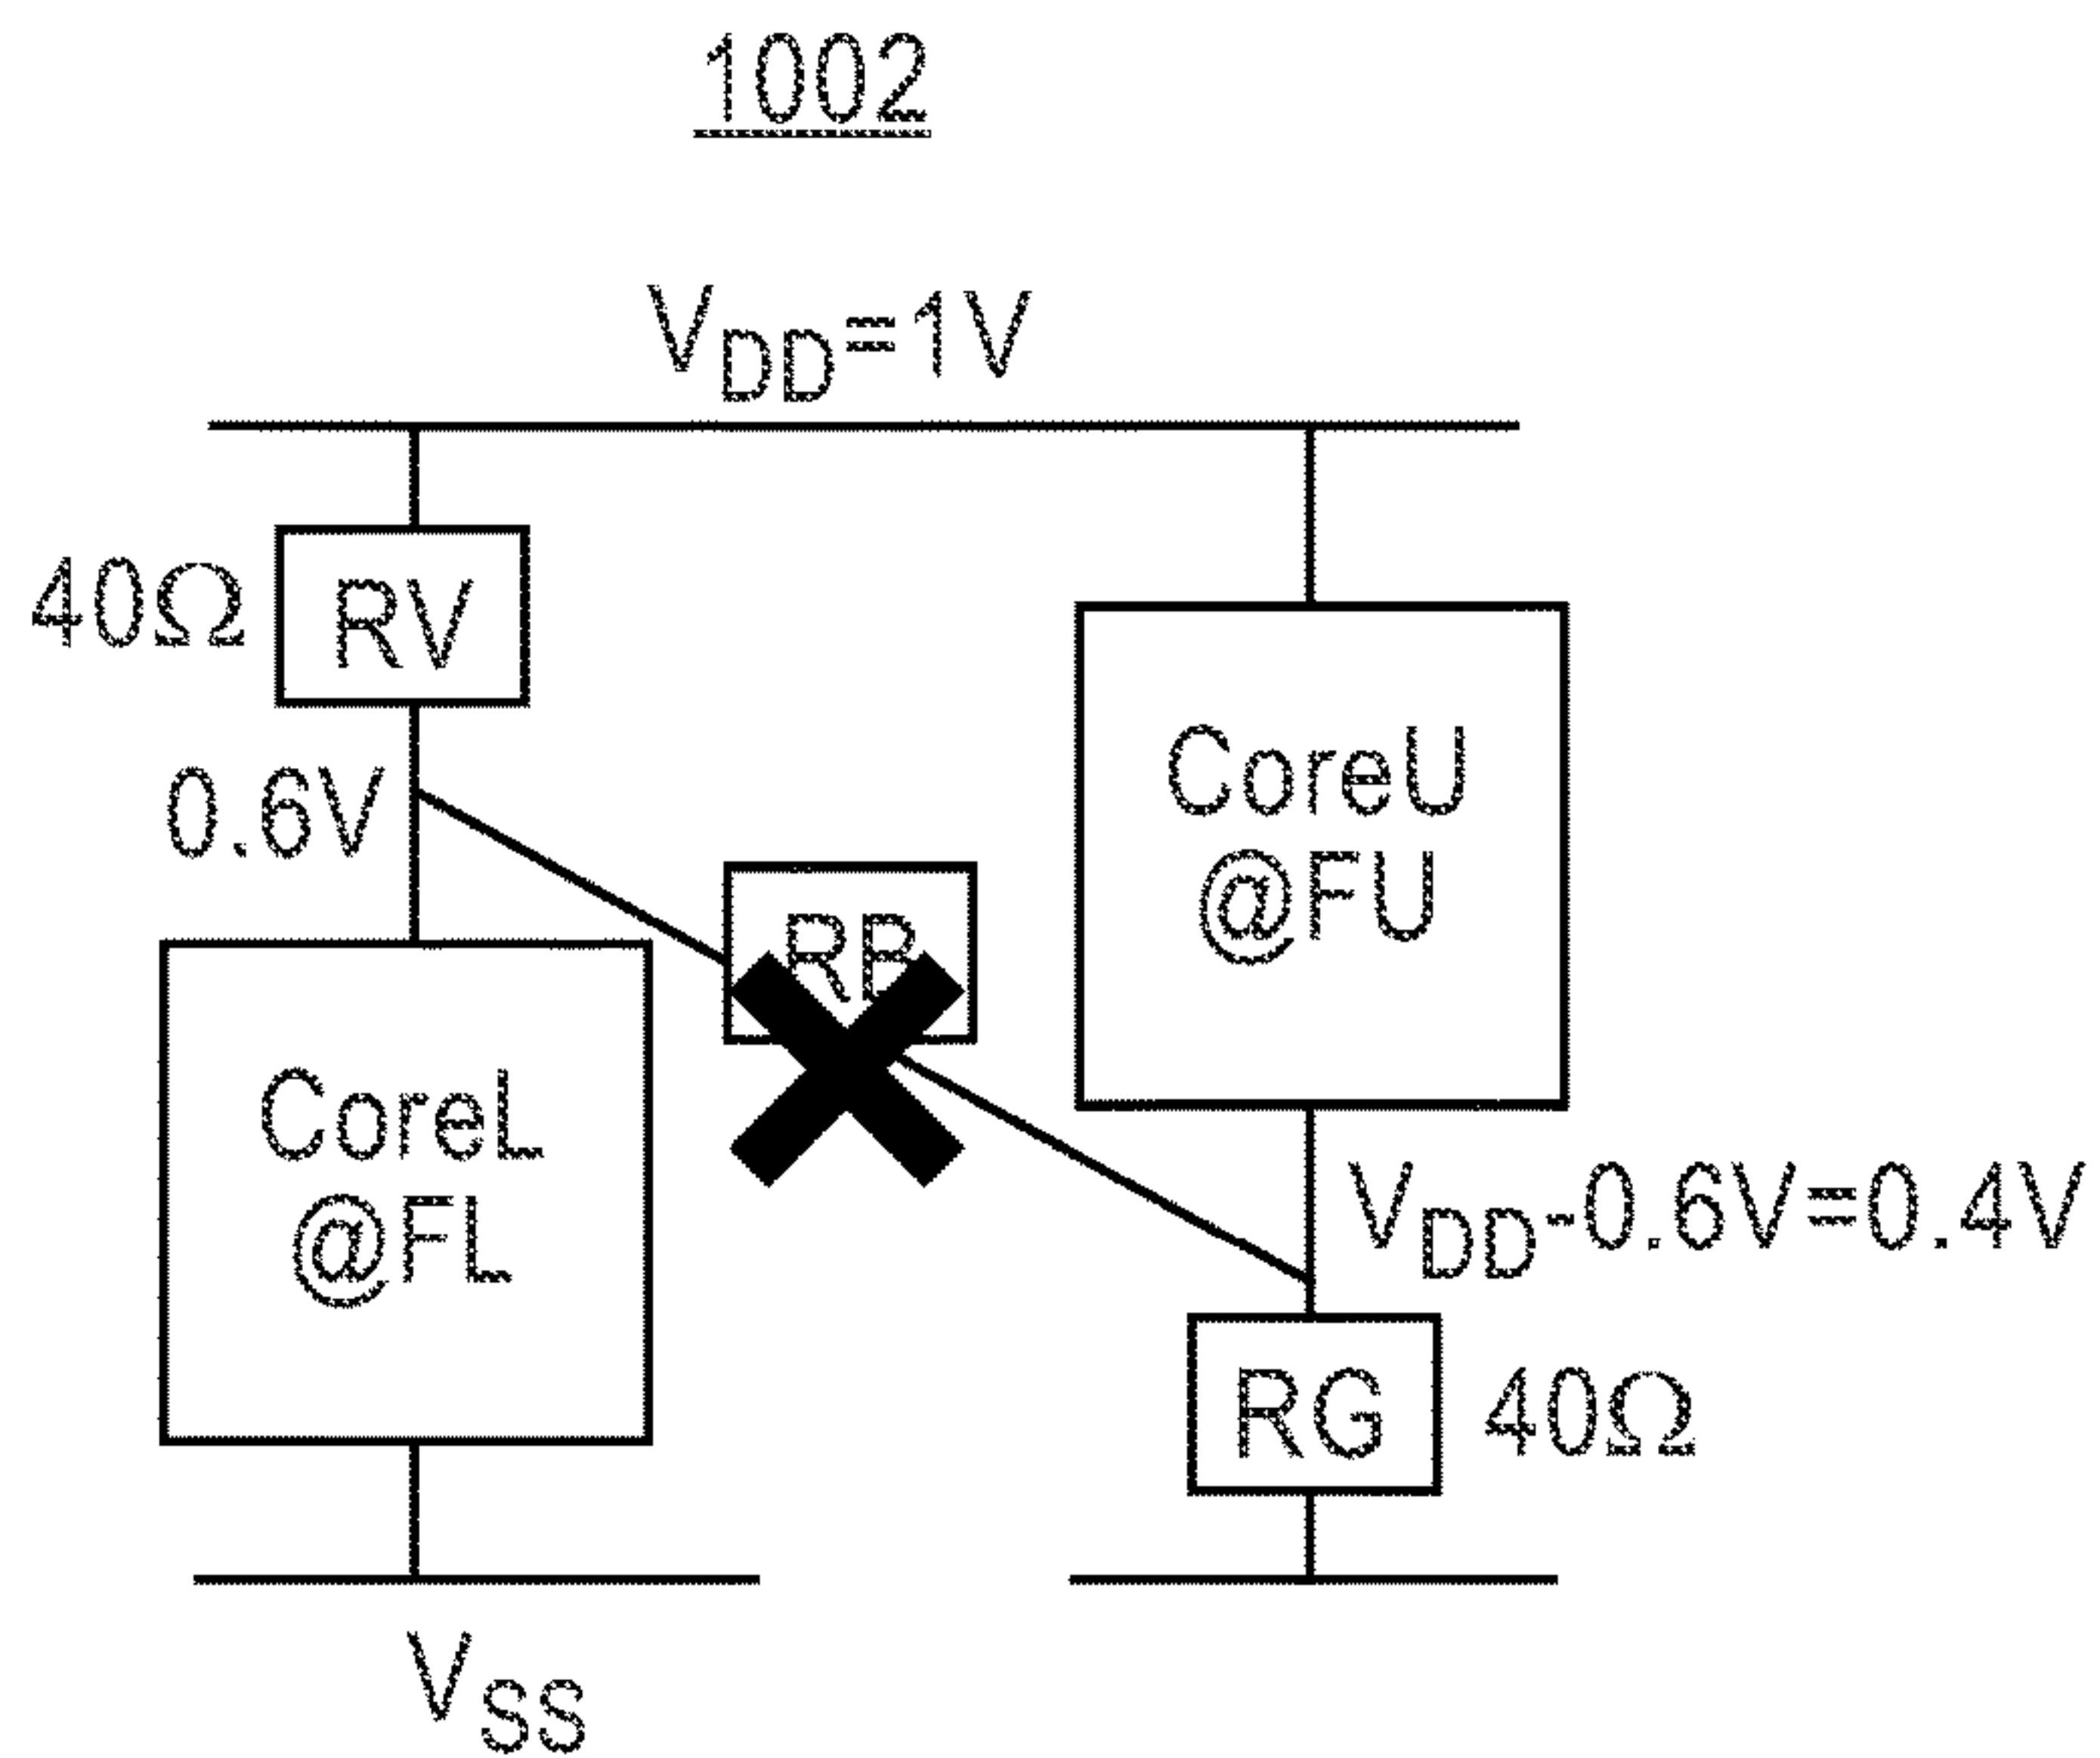 1002
VDD=1V
40Ω
RV
0.6V
CoreU
@FU
CoreL
@FL
VDD-0.6V=0.4V
RG
40Ω
VSS